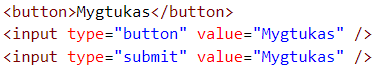 <button>Mygtukas</button>
<input type="button" value="Mygtukas" />
<input type="submit" value="Mygtukas" />